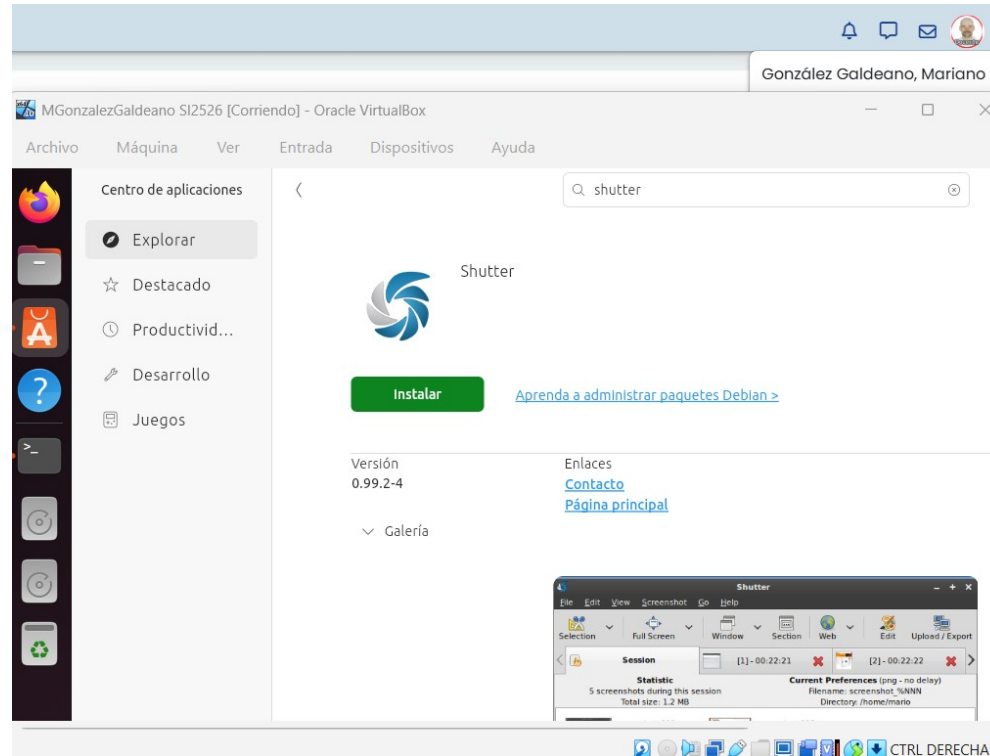 González Galdeano, Mariano
MGonzalezGaldeano SI2526 [Corriendo] - Oracle VirtualBox
Archivo Máquina Ver Entrada Dispositivos Ayuda
Centro de aplicaciones
shutter
Explorar
Destacado
Productivid...
Desarrollo
Juegos
Shutter
Instalar
Aprenda a administrar paquetes Debian >
Versión
0.99.2-4
Enlaces
Contacto
Página principal
Galería
Shutter
File Edit View Screenshot Go Help
Selection Full Screen Window Section Web Edit Upload / Export
Session [1] - 00:22:21 [2] - 00:22:22
Statistic
5 screenshots during this session
Total size: 1.2 MB
Current Preferences (png - no delay)
Filename: screenshot_%NNN
Directory: /home/mario
CTRL DERECHA